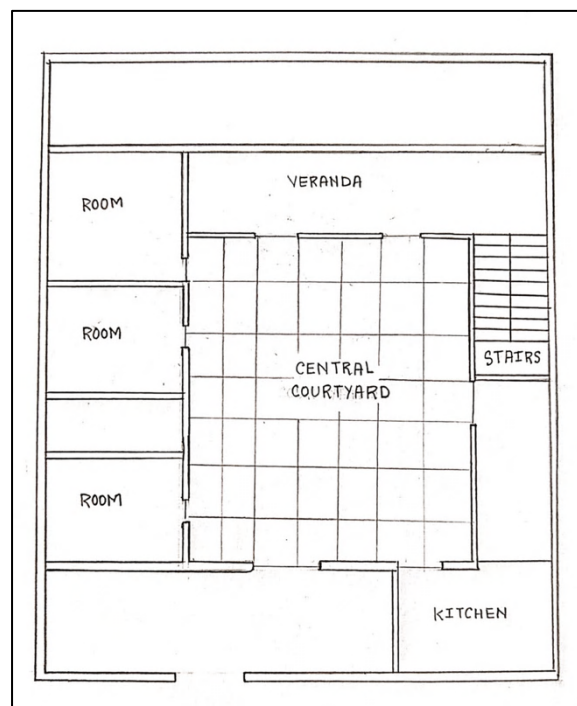 VERANDA
ROOM
ROOM
STAIRS
CENTRAL
COURTYARD
ROOM
KITCHEN